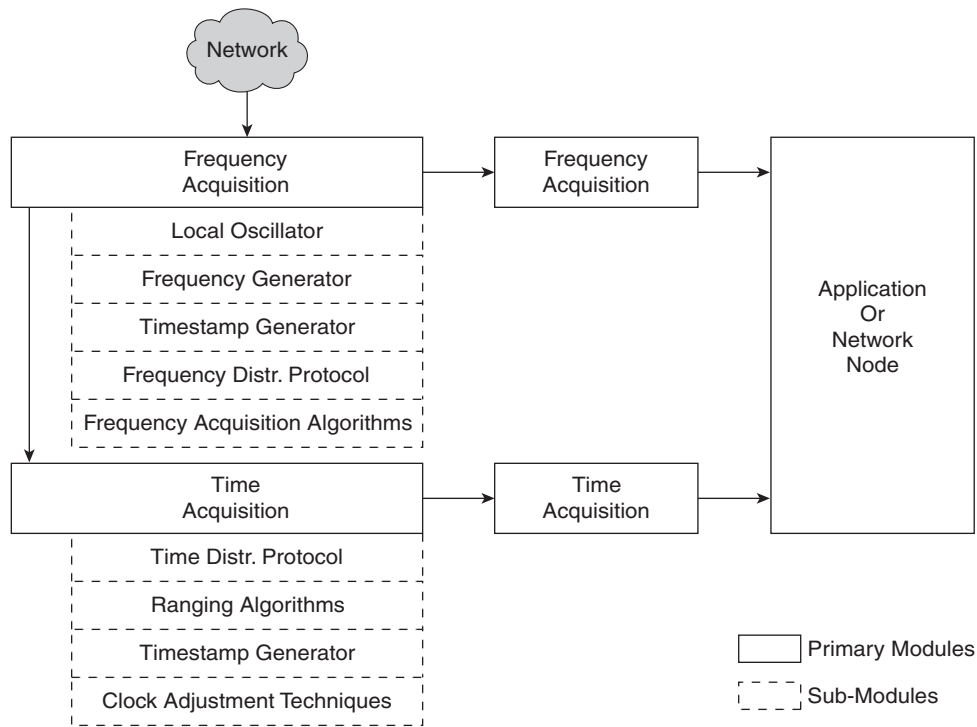 Network
Frequency
Acquisition
Frequency
Acquisition
Local Oscillator
Frequency Generator
Timestamp Generator
Frequency Distr. Protocol
Frequency Acquisition Algorithms
Application
Or
Network
Node
Time
Acquisition
Time
Acquisition
Time Distr. Protocol
Ranging Algorithms
Timestamp Generator
Clock Adjustment Techniques
Primary Modules
Sub-Modules